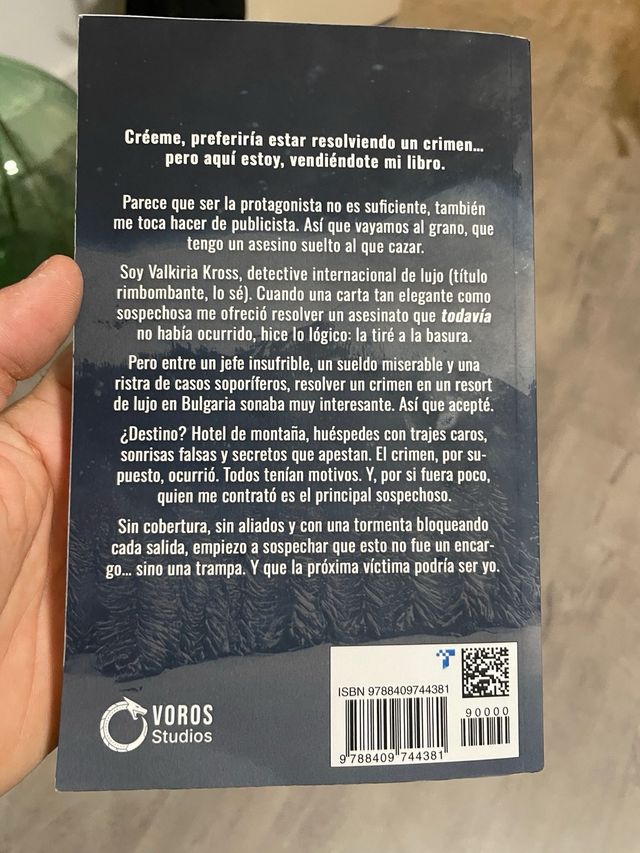 Créeme, preferiría estar resolviendo un crimen...
pero aquí estoy, vendiéndote mi libro.
Parece que ser la protagonista no es suficiente, también
me toca hacer de publicista. Así que vayamos al grano, que
tengo un asesino suelto al que cazar.
Soy Valkiria Kross, detective internacional de lujo (título
rimbombante, lo sé). Cuando una carta tan elegante como
sospechosa me ofreció resolver un asesinato que todavía
no había ocurrido, hice lo lógico: la tiré a la basura.
Pero entre un jefe insufrible, un sueldo miserable y una
ristra de casos soporíferos, resolver un crimen en un resort
de lujo en Bulgaria sonaba muy interesante. Así que acepté.
¿Destino? Hotel de montaña, huéspedes con trajes caros,
sonrisas falsas y secretos que apestan. El crimen, por su-
puesto, ocurrió. Todos tenían motivos. Y, por si fuera poco,
quien me contrató es el principal sospechoso.
Sin cobertura, sin aliados y con una tormenta bloqueando
cada salida, empiezo a sospechar que esto no fue un encar-
go... sino una trampa. Y que la próxima víctima podría ser yo.
VOROS
Studios
ISBN 9788409744381
90000
9 788409 744381